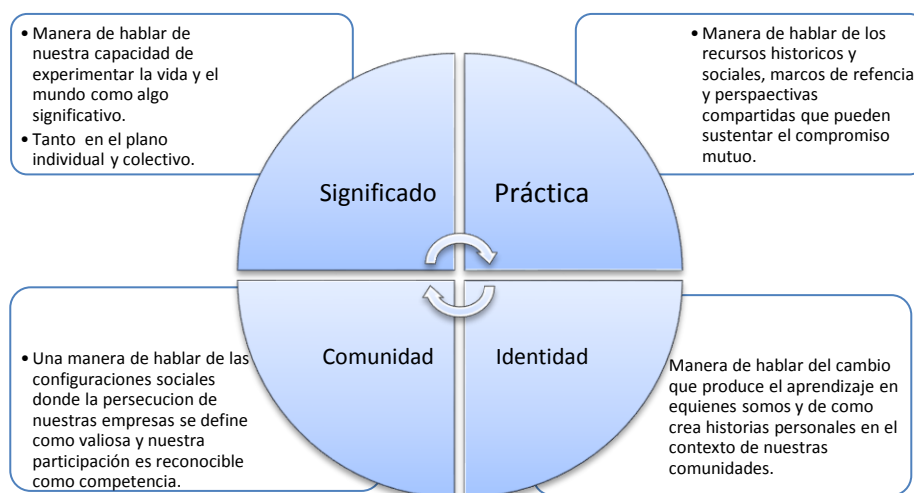 • Manera de hablar de
nuestra capacidad de
experimentar la vida y el
mundo como algo
significativo.
• Tanto en el plano
individual y colectivo.
• Manera de hablar de los
recursos historicos y
sociales, marcos de refencia
y perspaectivas
compartidas que pueden
sustentar el compromiso
mutuo.
Significado
Práctica
Comunidad
Identidad
• Una manera de hablar de las
configuraciones sociales
donde la persecucion de
nuestras empresas se define
como valiosa y nuestra
participación es reconocible
como competencia.
Manera de hablar del cambio
que produce el aprendizaje en
equienes somos y de como
crea historias personales en el
contexto de nuestras
comunidades.